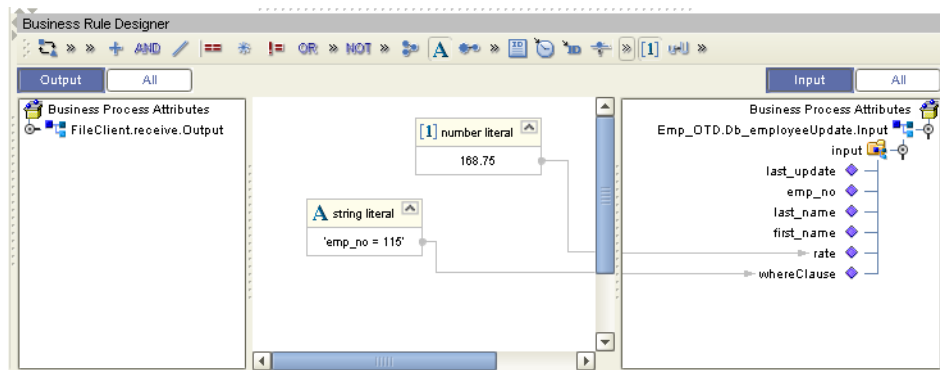 Business Rule Designer
» » AND == != OR » NOT » A » ID ID » [1] »
Output All
Input All
Business Process Attributes
FileClient.receive.Output
[1] number literal
168.75
A string literal
'emp_no = 115'
Business Process Attributes
Emp_OTD.Db_employeeUpdate.Input
input
last_update
emp_no
last_name
first_name
rate
whereClause